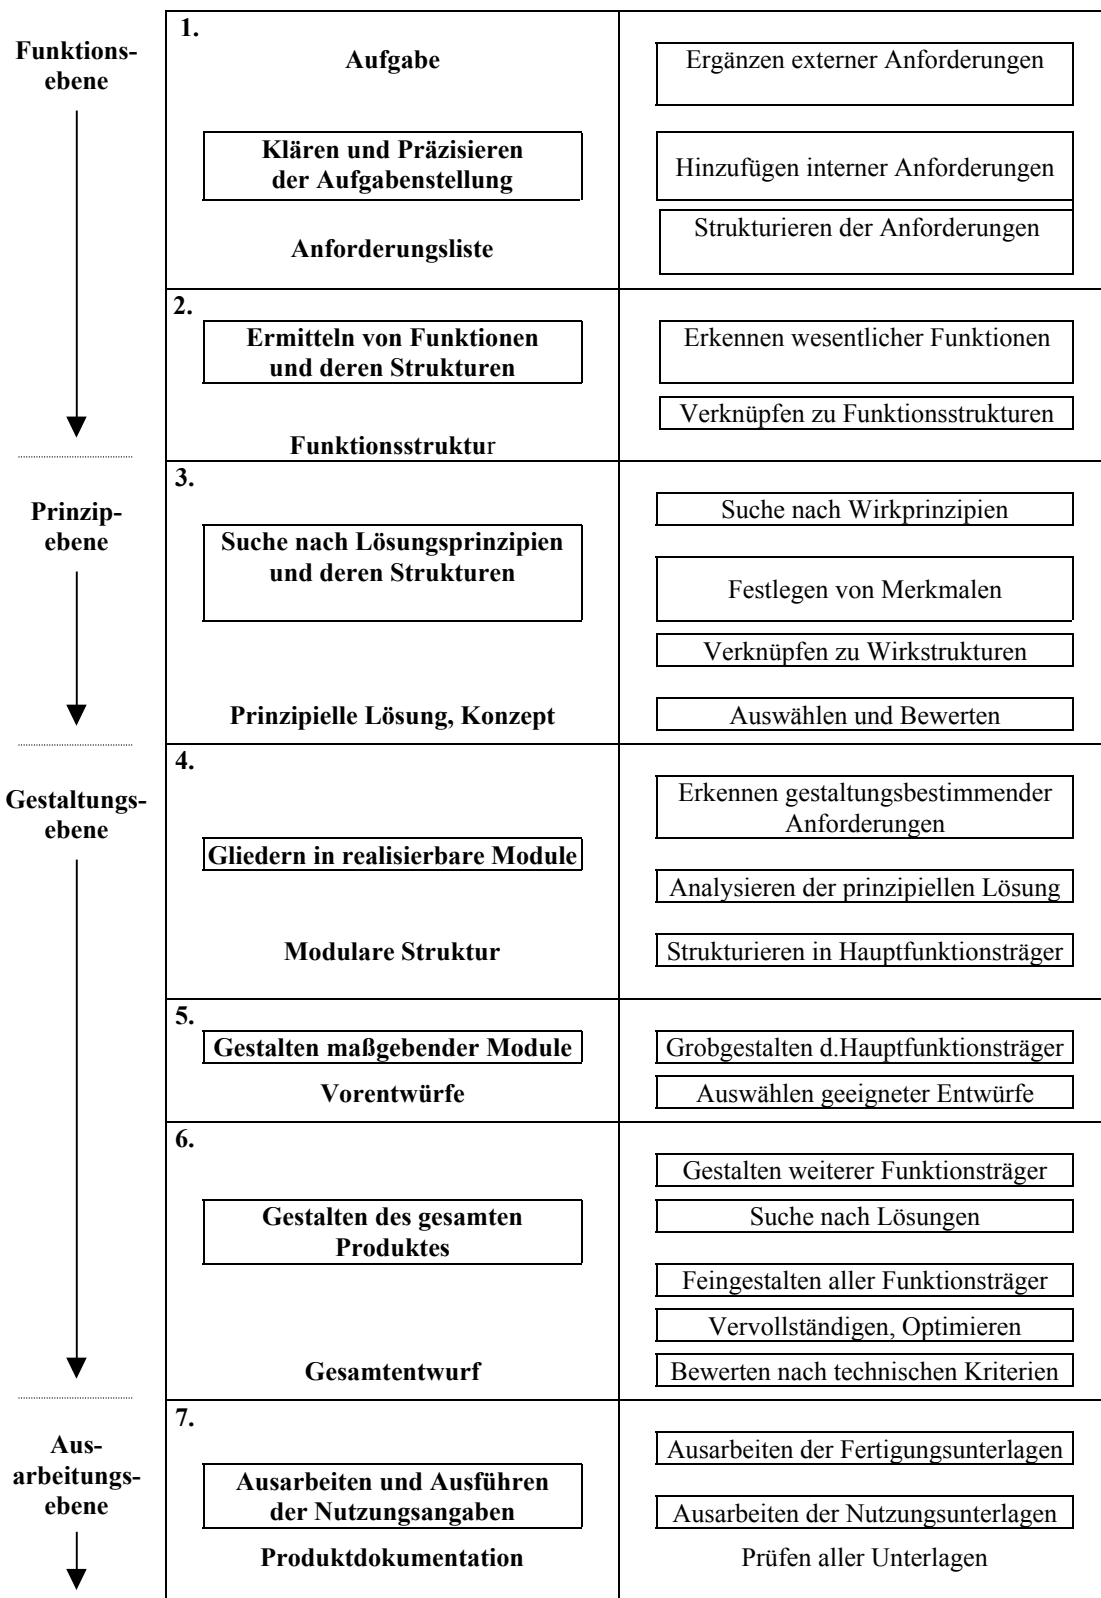 Funktions-
ebene
1.
Aufgabe
Ergänzen externer Anforderungen
Klären und Präzisieren
der Aufgabenstellung
Hinzufügen interner Anforderungen
Anforderungsliste
Strukturieren der Anforderungen
2.
Ermitteln von Funktionen
und deren Strukturen
Erkennen wesentlicher Funktionen
Verknüpfen zu Funktionsstrukturen
Funktionsstruktur
Prinzip-
ebene
3.
Suche nach Wirkprinzipien
Suche nach Lösungsprinzipien
und deren Strukturen
Festlegen von Merkmalen
Verknüpfen zu Wirkstrukturen
Prinzipielle Lösung, Konzept
Auswählen und Bewerten
Gestaltungs-
ebene
4.
Erkennen gestaltungsbestimmender
Anforderungen
Gliedern in realisierbare Module
Analysieren der prinzipiellen Lösung
Modulare Struktur
Strukturieren in Hauptfunktionsträger
5.
Gestalten maßgebender Module
Grobgestalten d.Hauptfunktionsträger
Vorentwürfe
Auswählen geeigneter Entwürfe
6.
Gestalten weiterer Funktionsträger
Gestalten des gesamten
Produktes
Suche nach Lösungen
Feingestalten aller Funktionsträger
Vervollständigen, Optimieren
Gesamtentwurf
Bewerten nach technischen Kriterien
Aus-
arbeitungs-
ebene
7.
Ausarbeiten der Fertigungsunterlagen
Ausarbeiten und Ausführen
der Nutzungsangaben
Ausarbeiten der Nutzungsunterlagen
Produktdokumentation
Prüfen aller Unterlagen